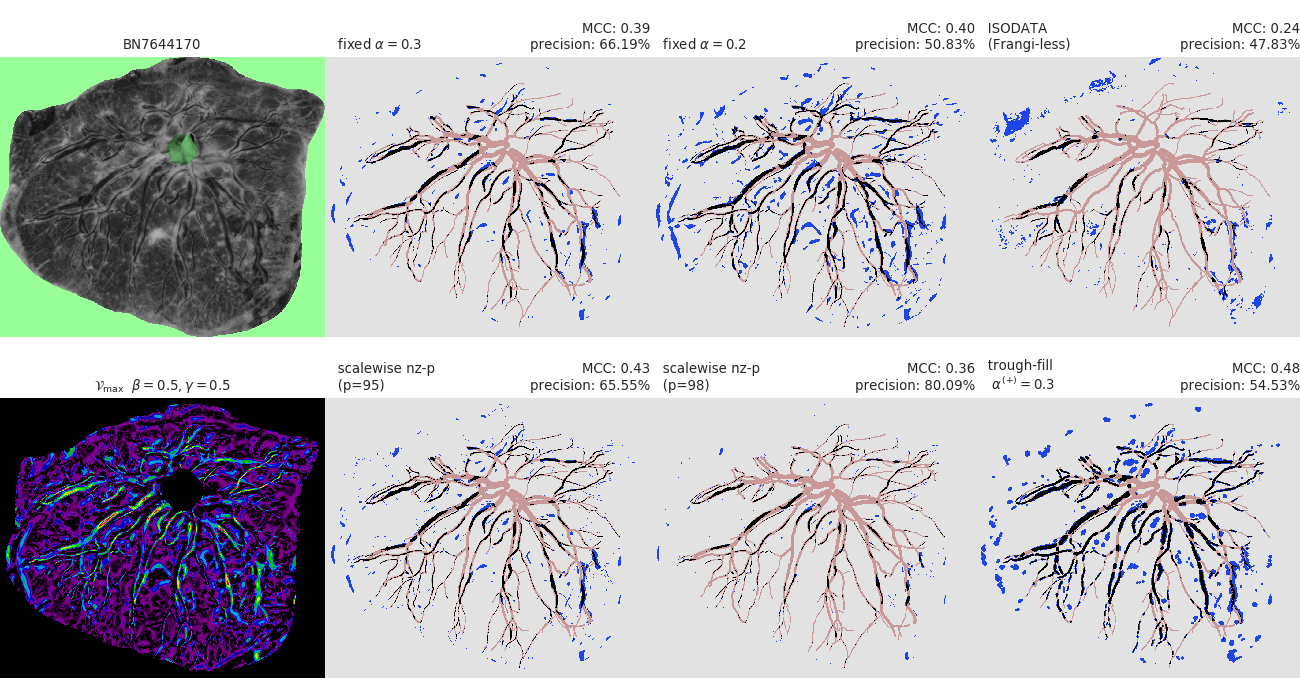 BN7644170
fixed α = 0.3
MCC: 0.39
precision: 66.19%
fixed α = 0.2
MCC: 0.40
precision: 50.83%
ISODATA
(Frangi-less)
MCC: 0.24
precision: 47.83%
𝒱max β = 0.5, γ = 0.5
scalewise nz-p
(p=95)
MCC: 0.43
precision: 65.55%
scalewise nz-p
(p=98)
MCC: 0.36
precision: 80.09%
trough-fill
α(+) = 0.3
MCC: 0.48
precision: 54.53%